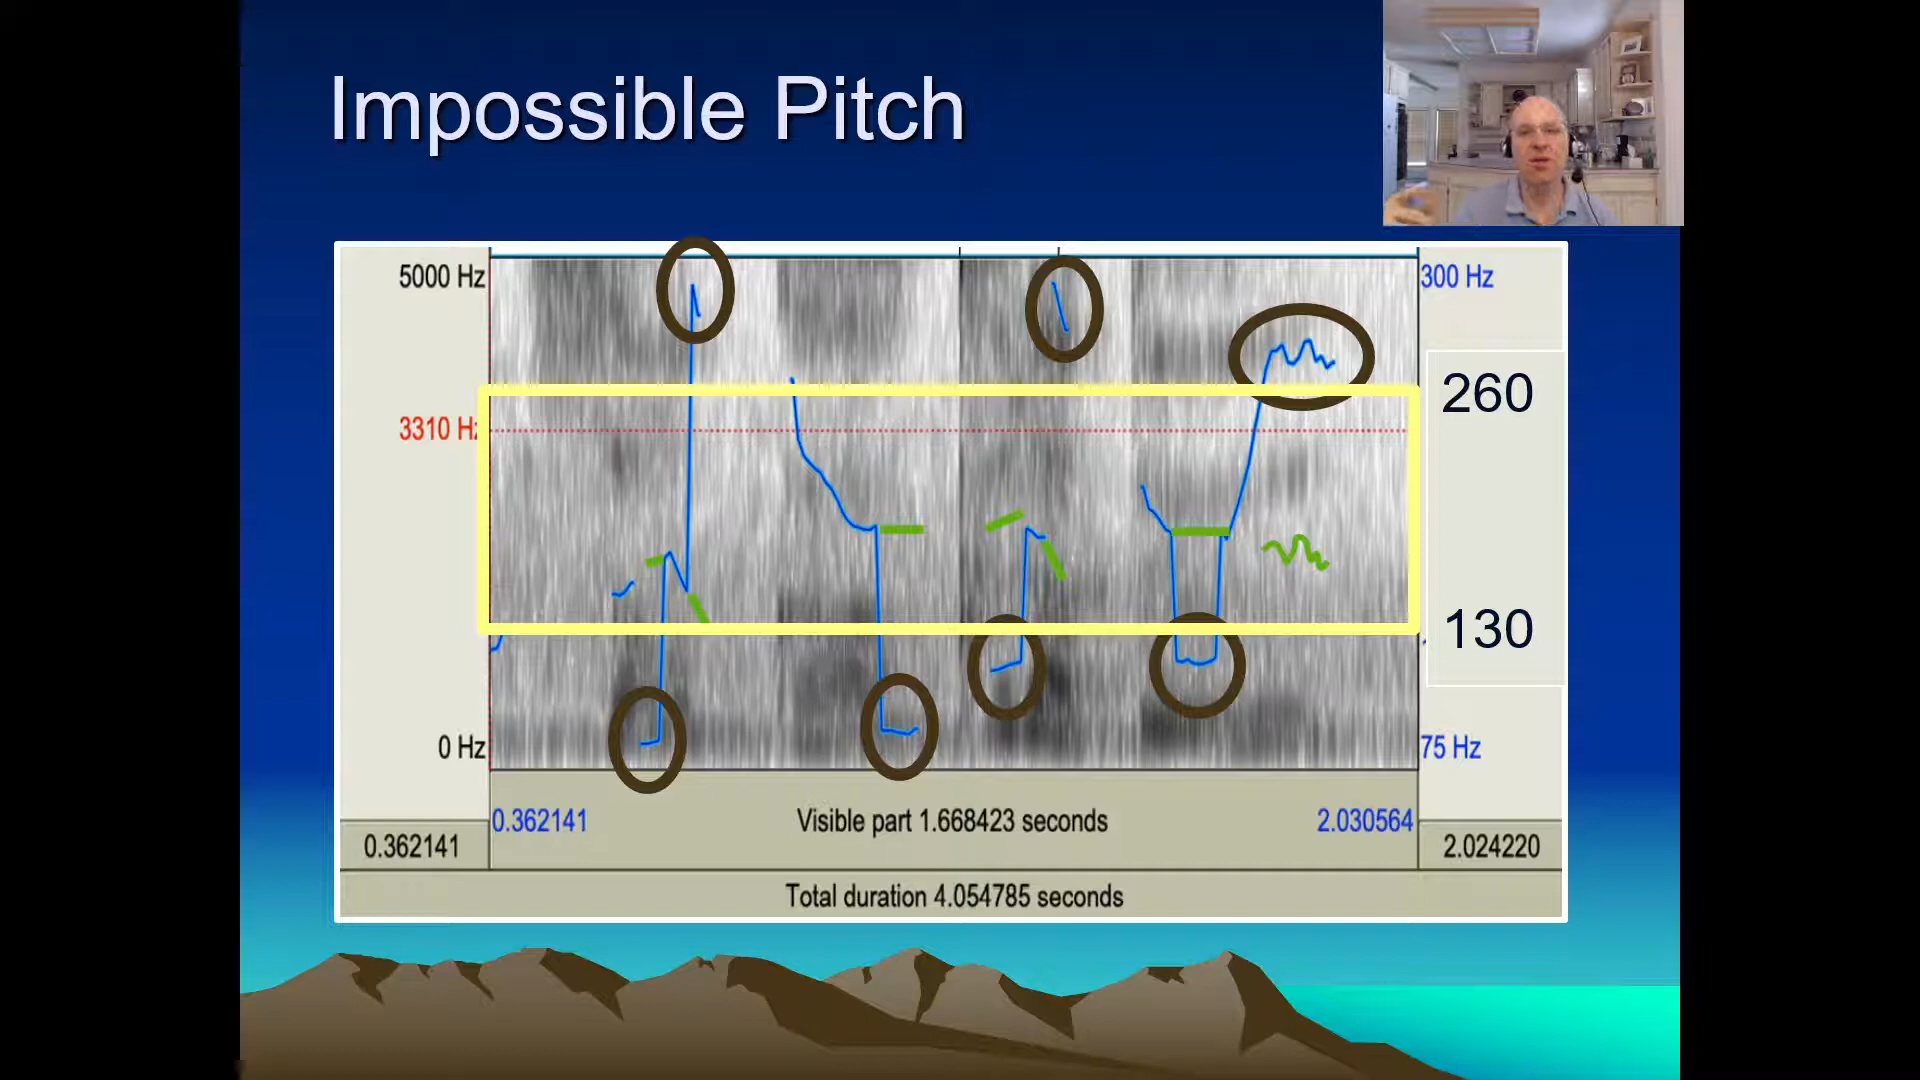 Impossible Pitch
5000 Hz
300 Hz
260
3310 Hz
130
0 Hz
75 Hz
0.362141
Visible part 1.668423 seconds
2.030564
0.362141
2.024220
Total duration 4.054785 seconds